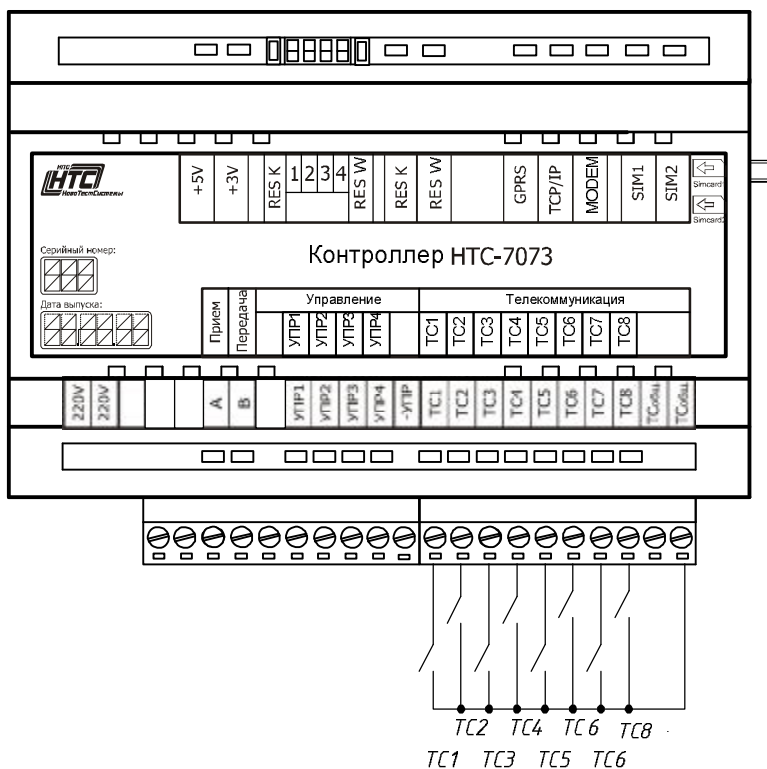 +5V +3V RES K 1 2 3 4 RES W RES K RES W GPRS TCP/IP MODEM SIM1 SIM2
Simcard1
Simcard2
НТС
НТС
НовоТестСистемы
Контроллер НТС-7073
Серийный номер:
Дата выпуска:
Прием Передача
Управление
УПР1 УПР2 УПР3 УПР4
Телекоммуникация
ТС1 ТС2 ТС3 ТС4 ТС5 ТС6 ТС7 ТС8
220V 220V А В УПР1 УПР2 УПР3 УПР4 -УПР ТС1 ТС2 ТС3 ТС4 ТС5 ТС6 ТС7 ТС8 ТСобщ ТСобщ
ТС2 ТС4 ТС6 ТС8
ТС1 ТС3 ТС5 ТС6